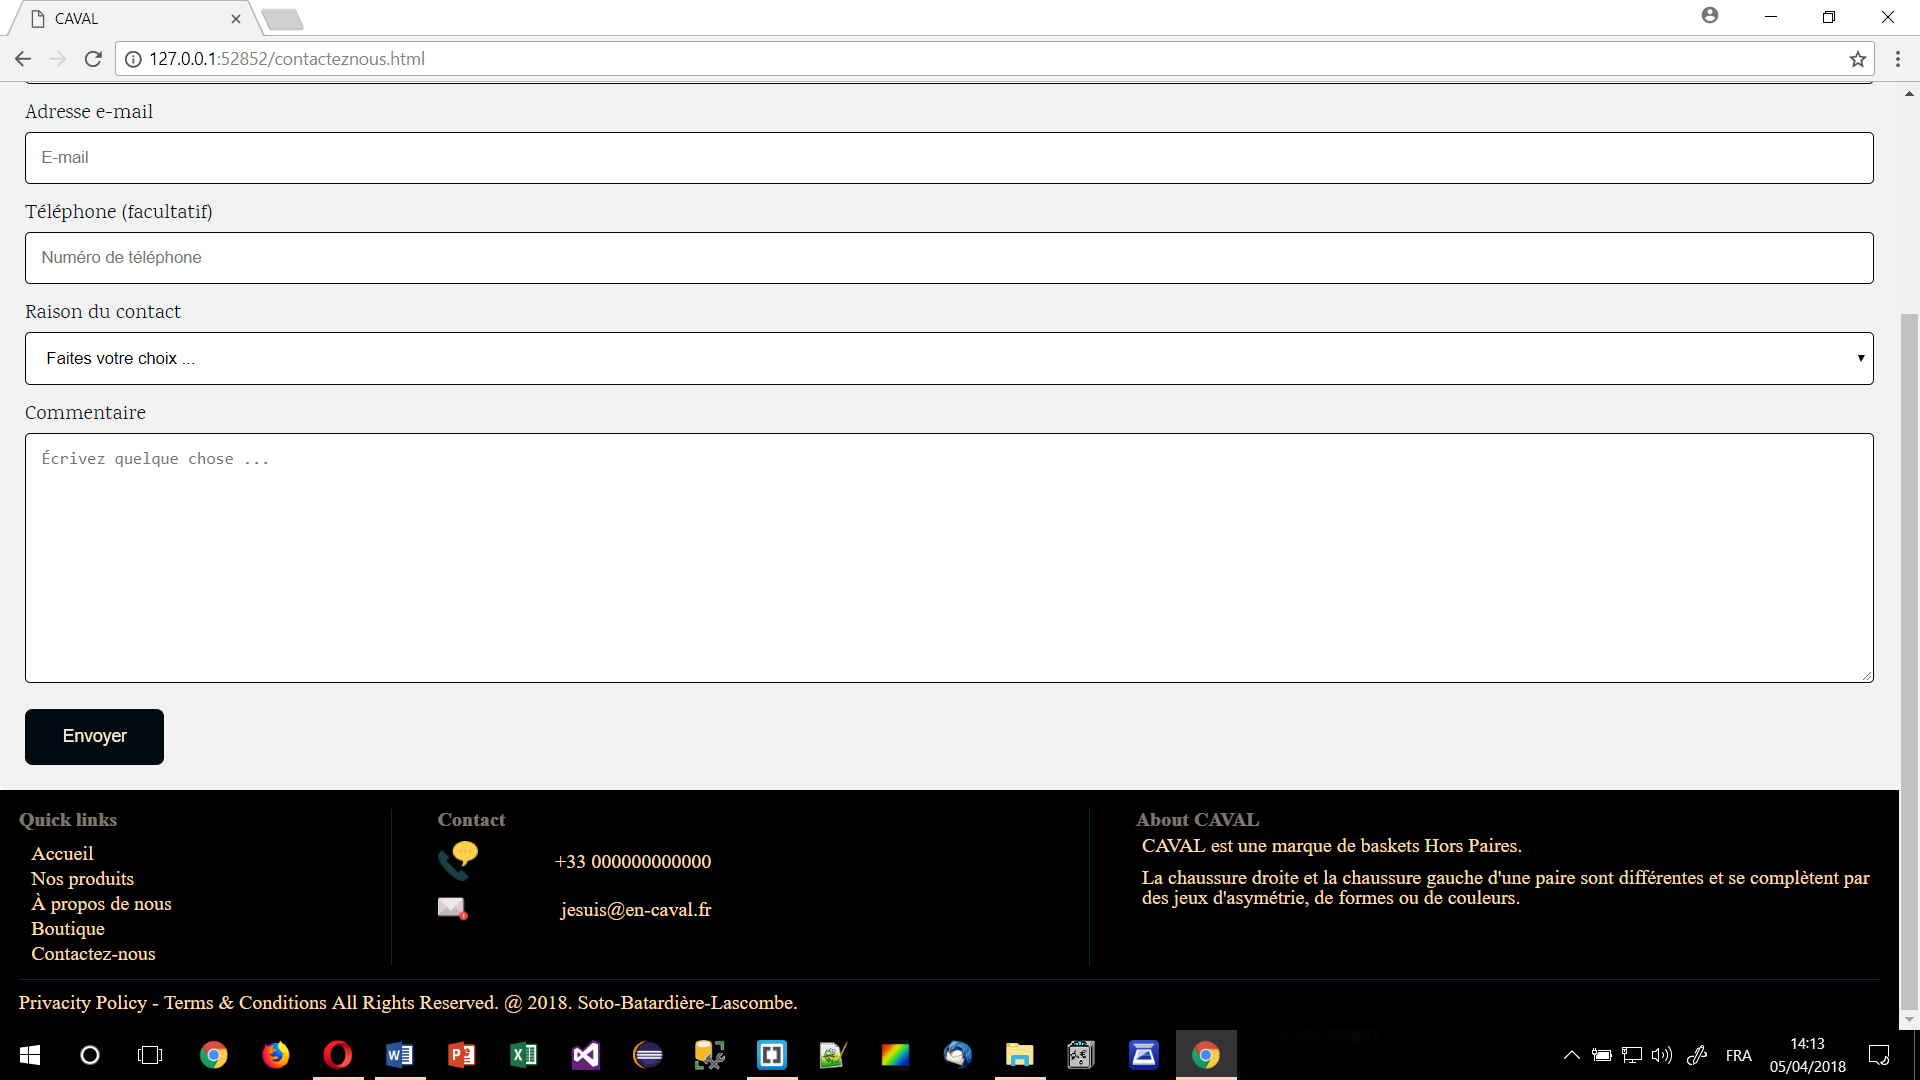 CAVAL
127.0.0.1:52852/contacteznous.html
Adresse e-mail
E-mail
Téléphone (facultatif)
Numéro de téléphone
Raison du contact
Faites votre choix ...
Commentaire
Écrivez quelque chose ...
Envoyer
Quick links
Accueil
Nos produits
À propos de nous
Boutique
Contactez-nous
Contact
+33 000000000000
jesuis@en-caval.fr
About CAVAL
CAVAL est une marque de baskets Hors Paires.
La chaussure droite et la chaussure gauche d'une paire sont différentes et se complètent par
des jeux d'asymétrie, de formes ou de couleurs.
Privacity Policy - Terms & Conditions All Rights Reserved. @ 2018. Soto-Batardière-Lascombe.
FRA
14:13
05/04/2018